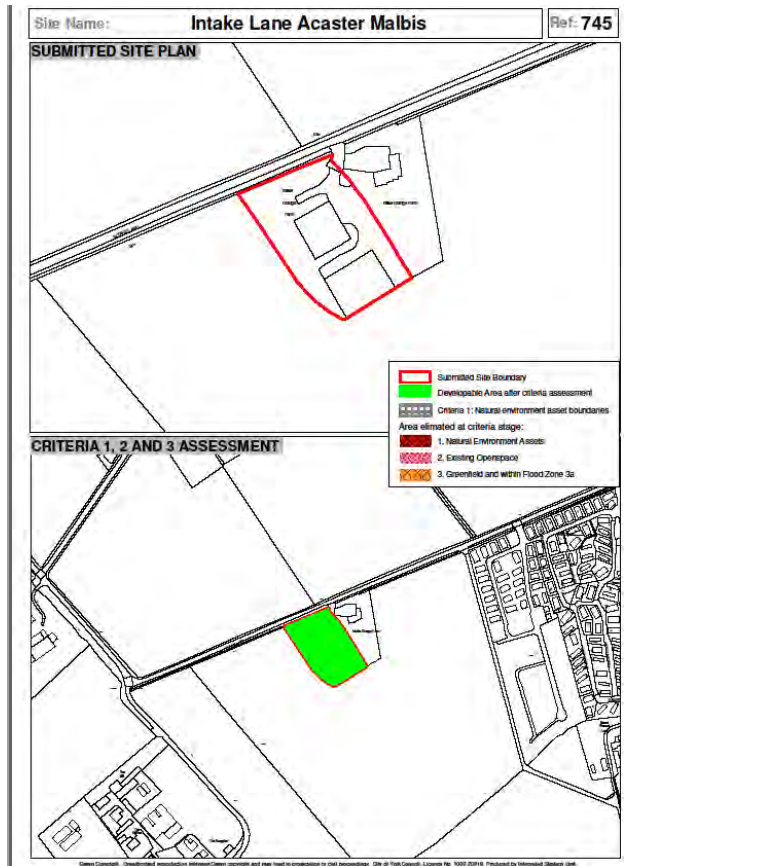 Site Name: Intake Lane Acaster Malbis Ref: 745
SUBMITTED SITE PLAN
Submitted Site Boundary
Developable Area after criteria assessment
Criteria 1: Natural environment asset boundaries
Area elimated at criteria stage:
1. Natural Environment Assets
2. Existing Openspace
3. Greenfield and within Flood Zone 3a
CRITERIA 1, 2 AND 3 ASSESSMENT